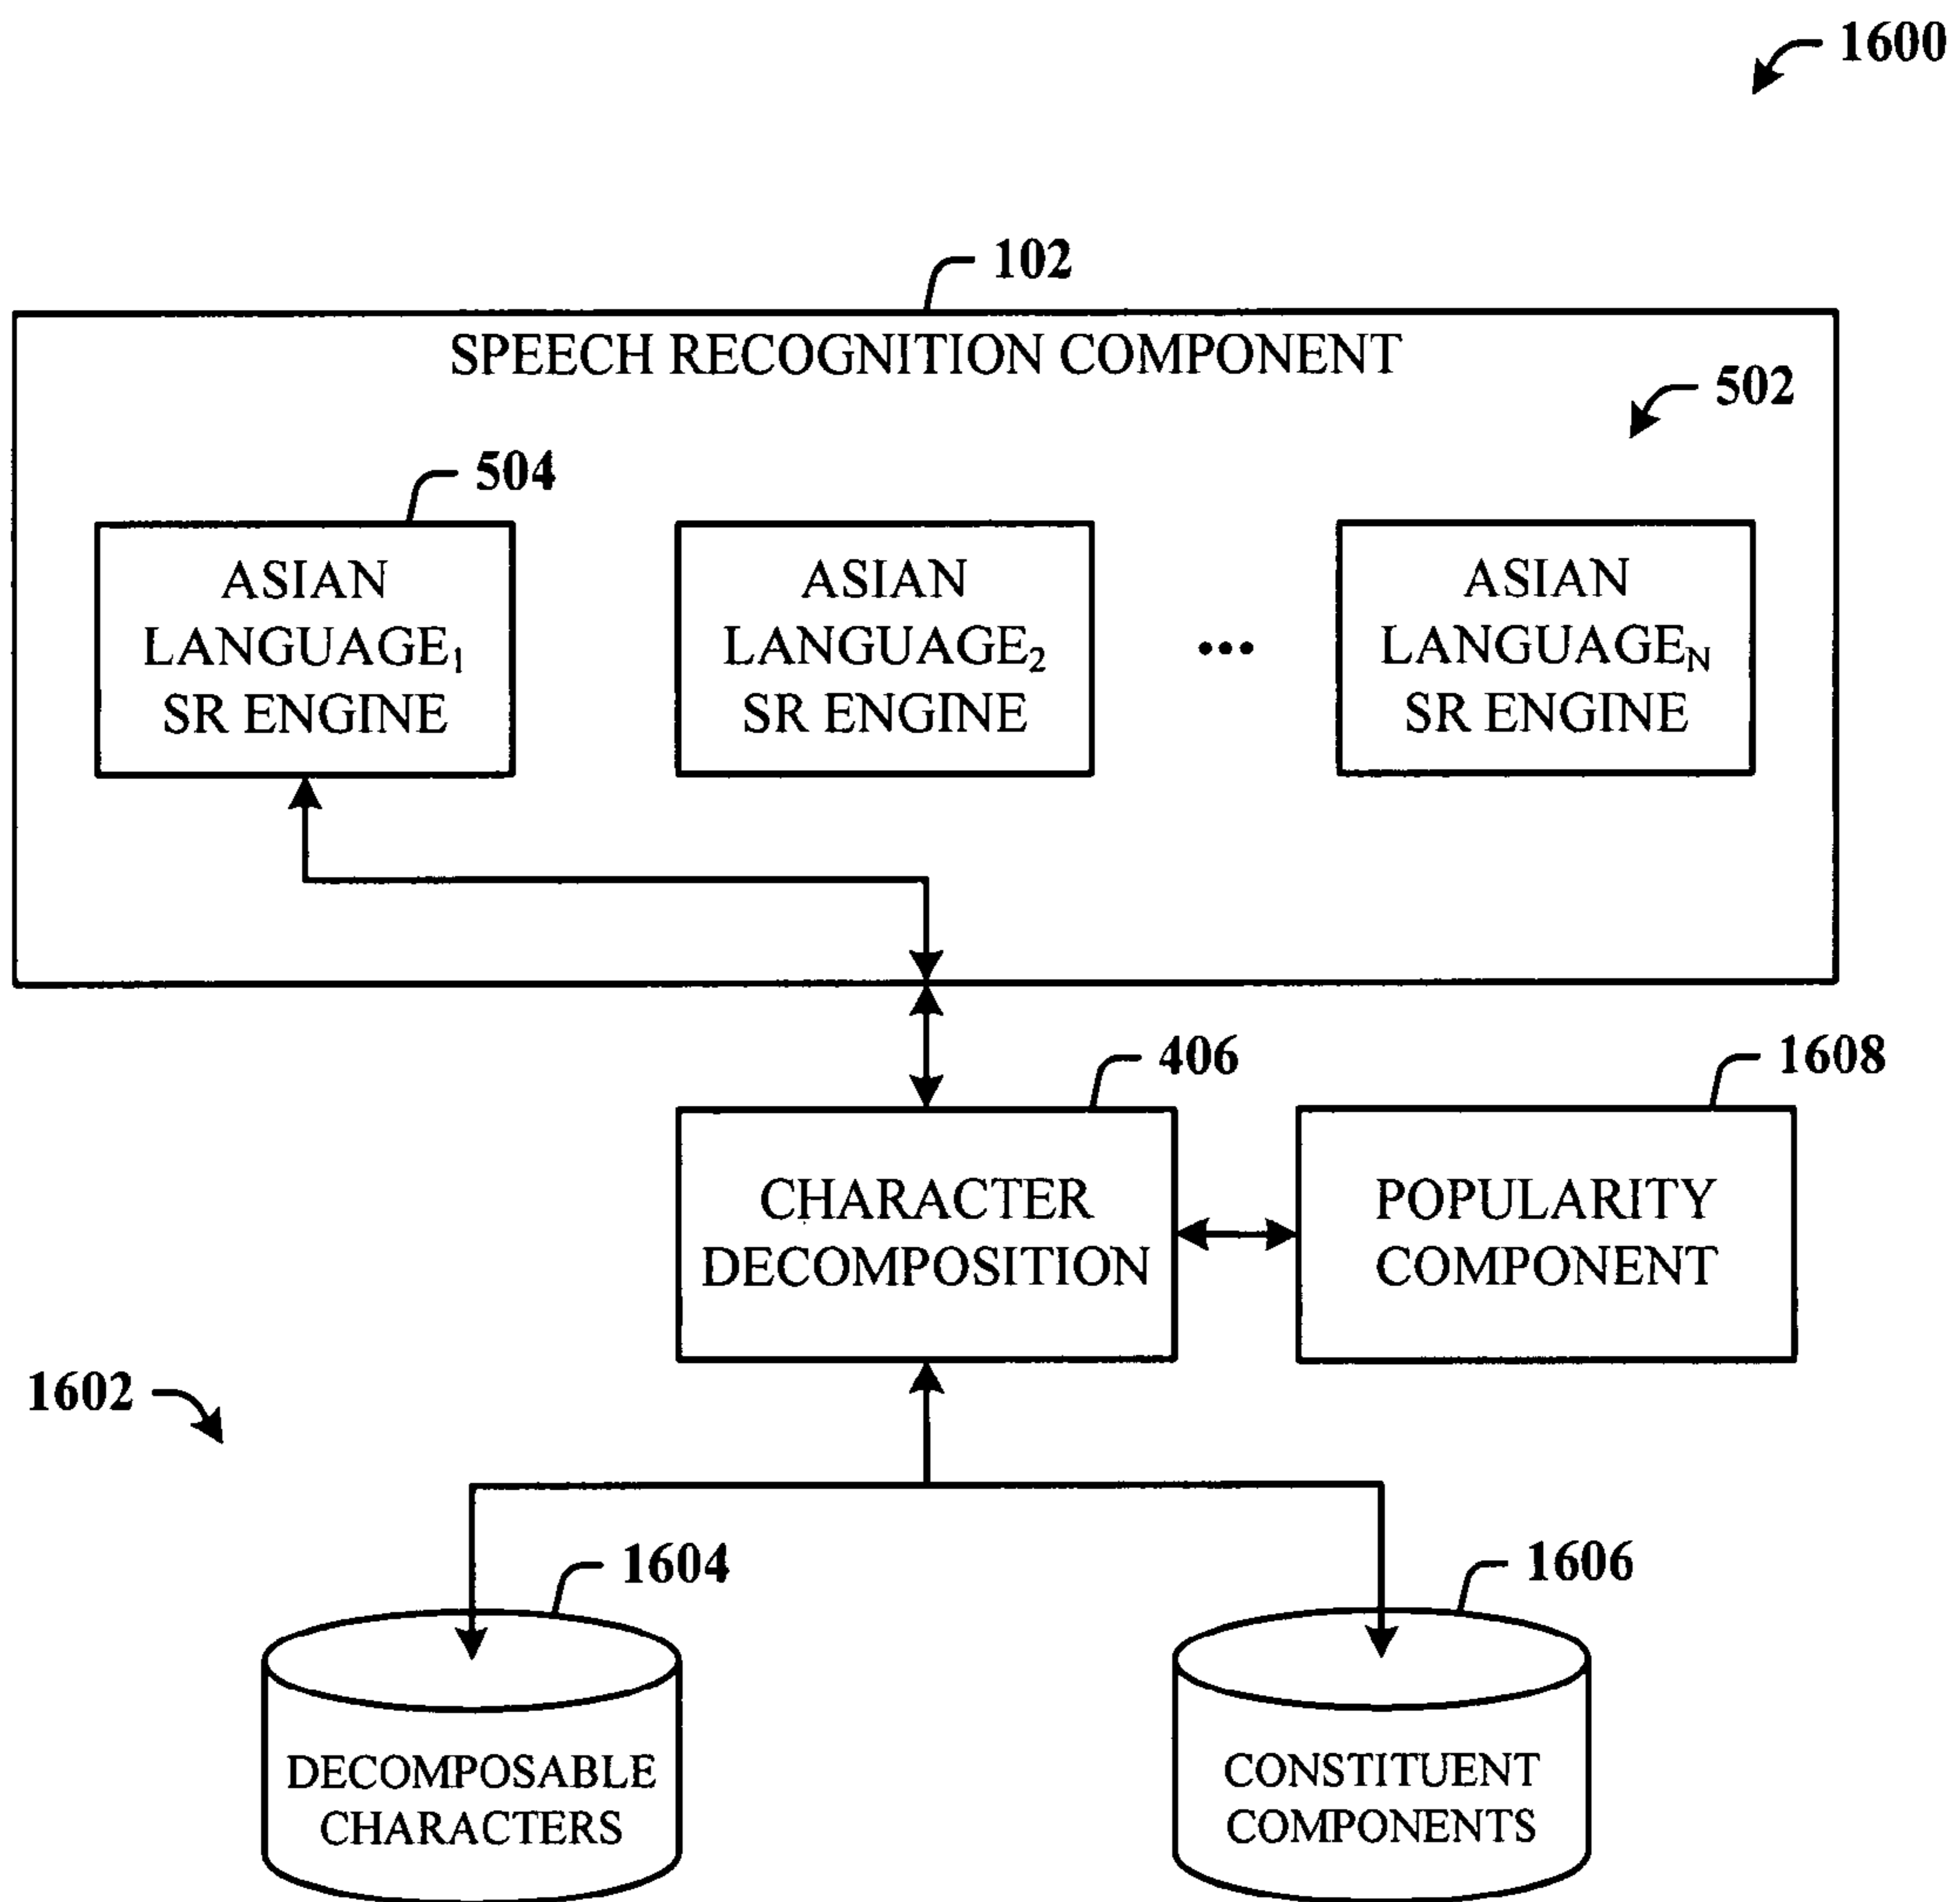 1600
102
SPEECH RECOGNITION COMPONENT
502
504
ASIAN
LANGUAGE₁
SR ENGINE
ASIAN
LANGUAGE₂
SR ENGINE
•••
ASIAN
LANGUAGE_N
SR ENGINE
406
1608
CHARACTER
DECOMPOSITION
POPULARITY
COMPONENT
1602
1604
1606
DECOMPOSABLE
CHARACTERS
CONSTITUENT
COMPONENTS